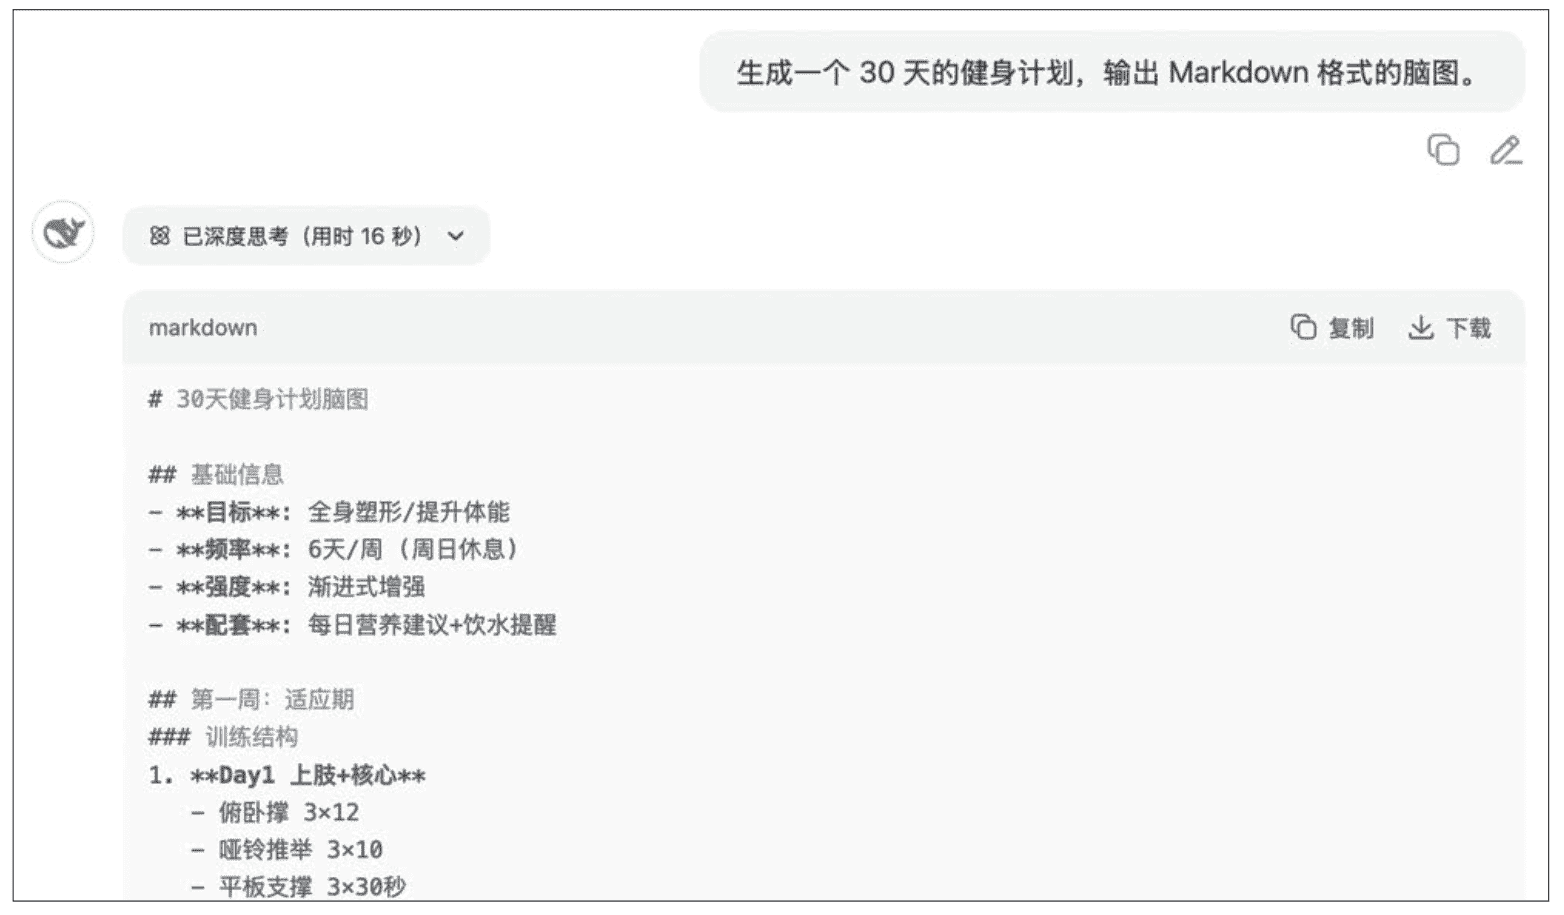 生成一个 30 天的健身计划，输出 Markdown 格式的脑图。
已深度思考（用时 16 秒）
markdown
复制 下载
# 30天健身计划脑图
## 基础信息
- **目标**: 全身塑形/提升体能
- **频率**: 6天/周 (周日休息)
- **强度**: 渐进式增强
- **配套**: 每日营养建议+饮水提醒
## 第一周：适应期
### 训练结构
1. **Day1 上肢+核心**
- 俯卧撑 3×12
- 哑铃推举 3×10
- 平板支撑 3×30秒